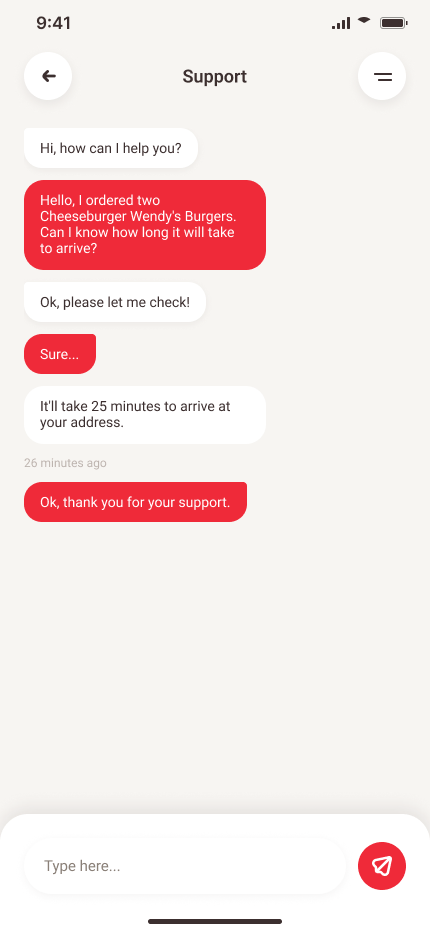 9:41
Support
Hi, how can I help you?
Hello, I ordered two
Cheeseburger Wendy's Burgers.
Can I know how long it will take
to arrive?
Ok, please let me check!
Sure...
It'll take 25 minutes to arrive at
your address.
26 minutes ago
Ok, thank you for your support.
Type here...